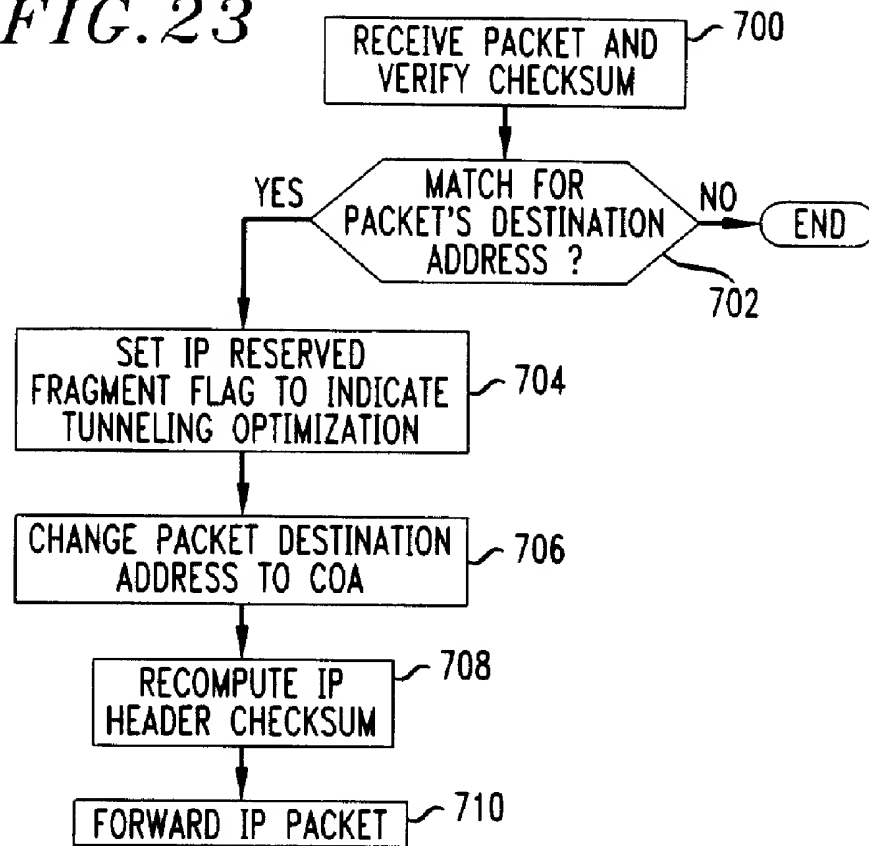 FIG.23
RECEIVE PACKET AND
VERIFY CHECKSUM
700
MATCH FOR
PACKET'S DESTINATION
ADDRESS ?
702
YES
NO
END
SET IP RESERVED
FRAGMENT FLAG TO INDICATE
TUNNELING OPTIMIZATION
704
CHANGE PACKET DESTINATION
ADDRESS TO COA
706
RECOMPUTE IP
HEADER CHECKSUM
708
FORWARD IP PACKET
710